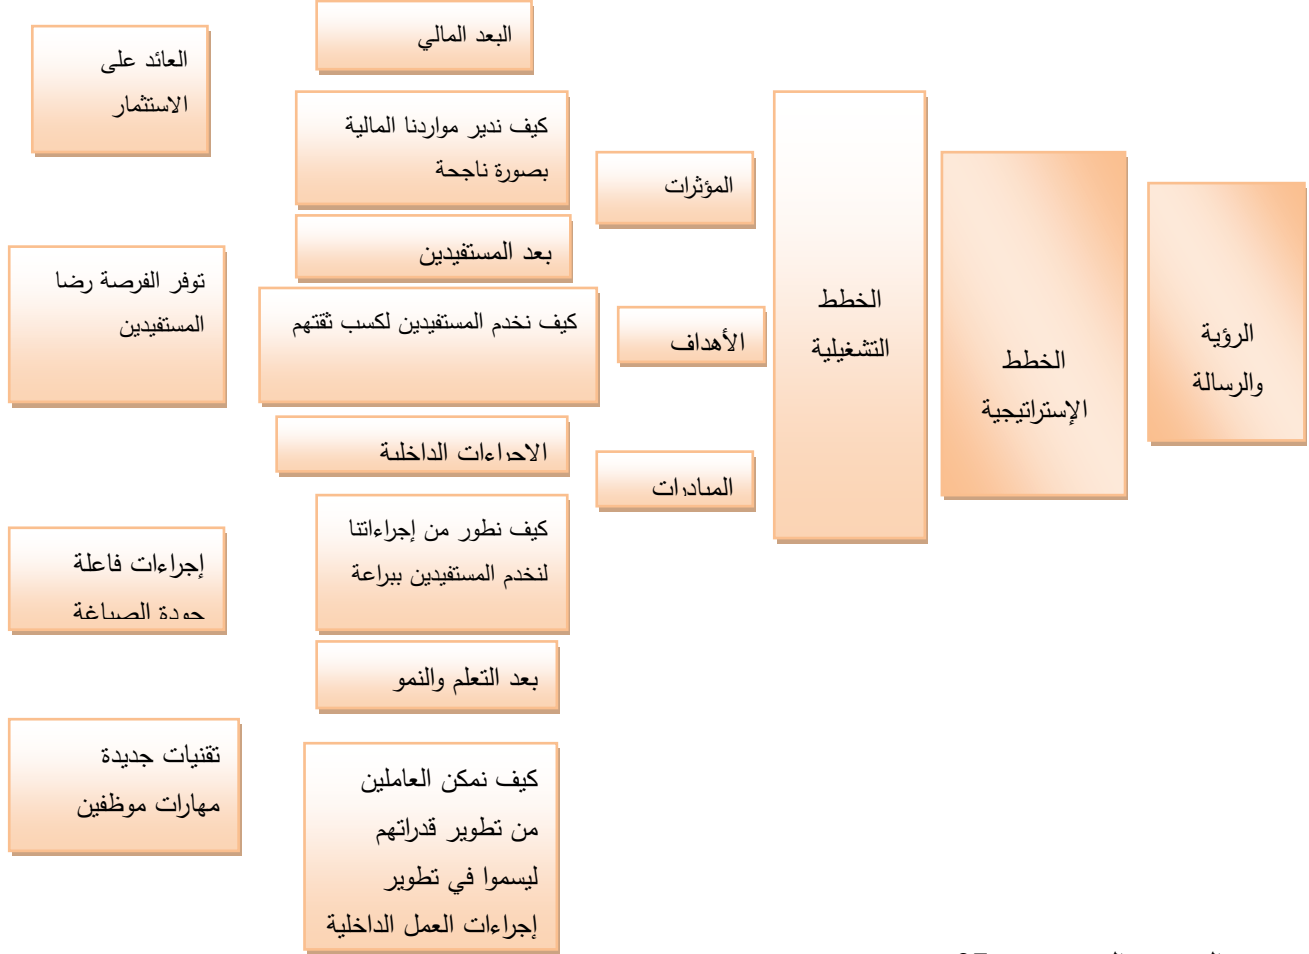 الرؤية
والرسالة
الخطط
الإستراتيجية
الخطط
التشغيلية
المؤثرات
الأهداف
المبادرات
البعد المالي
كيف ندير مواردنا المالية
بصورة ناجحة
بعد المستفيدين
كيف نخدم المستفيدين لكسب ثقتهم
الاجراءات الداخلية
كيف نطور من إجراءاتنا
لنخدم المستفيدين ببراعة
بعد التعلم والنمو
كيف نمكن العاملين
من تطوير قدراتهم
ليسموا في تطوير
إجراءات العمل الداخلية
العائد على
الاستثمار
توفر الفرصة رضا
المستفيدين
إجراءات فاعلة
جودة الصياغة
تقنيات جديدة
مهارات موظفين